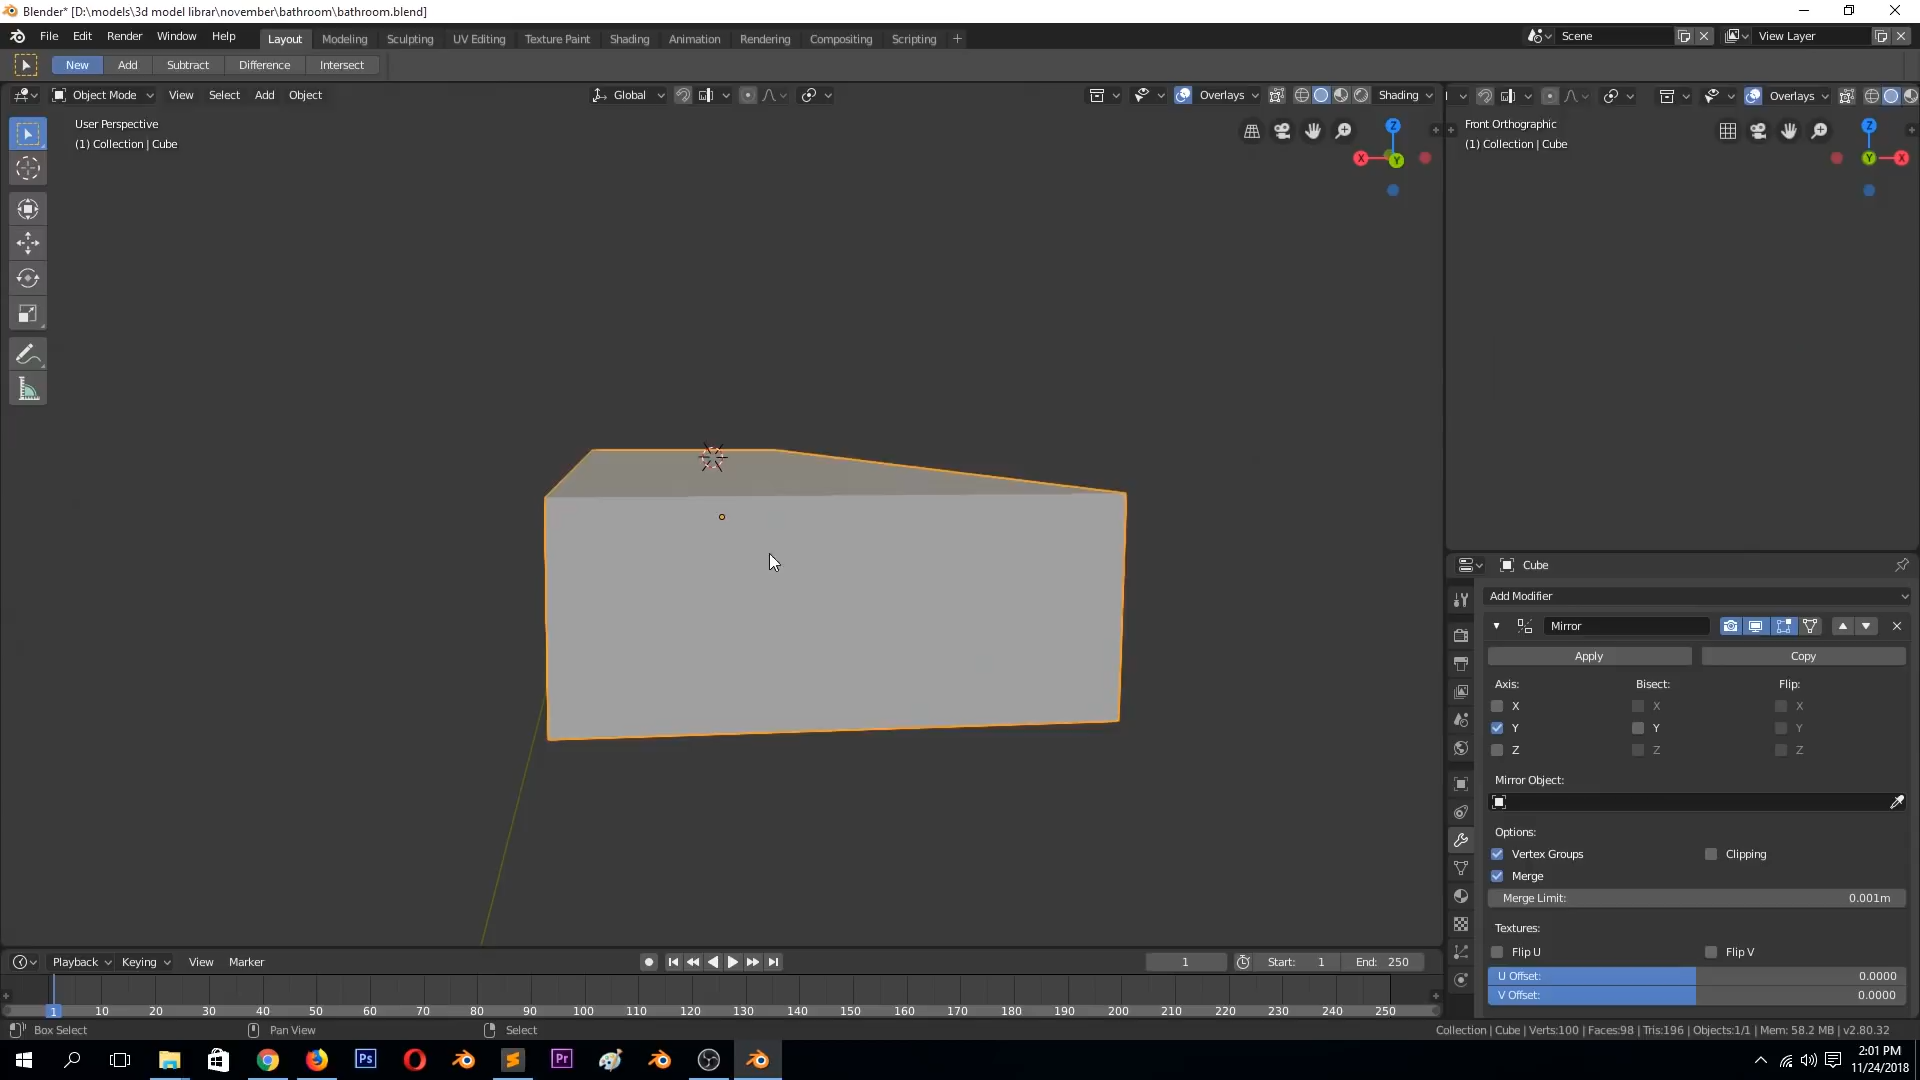 Blender* [D:\models\3d model librar\november\bathroom\bathroom.blend]
File Edit Render Window Help Layout Modeling Sculpting UV Editing Texture Paint Shading Animation Rendering Compositing Scripting + Scene View Layer
New Add Subtract Difference Intersect
Object Mode View Select Add Object Global Overlays Shading Overlays
User Perspective
(1) Collection | Cube
Z
X
Y
Front Orthographic
(1) Collection | Cube
Z
Y
X
Cube
Add Modifier
Mirror
Apply Copy
Axis: Bisect: Flip:
X X X
Y Y Y
Z Z Z
Mirror Object:
Options:
Vertex Groups Clipping
Merge
Merge Limit: 0.001m
Textures:
Flip U Flip V
U Offset: 0.0000
V Offset: 0.0000
Playback Keying View Marker 1 Start: 1 End: 250
1 10 20 30 40 50 60 70 80 90 100 110 120 130 140 150 160 170 180 190 200 210 220 230 240 250
Box Select Pan View Select Collection | Cube | Verts:100 | Faces:98 | Tris:196 | Objects:1/1 | Mem: 58.2 MB | v2.80.32
Ps Pr
2:01 PM
11/24/2018